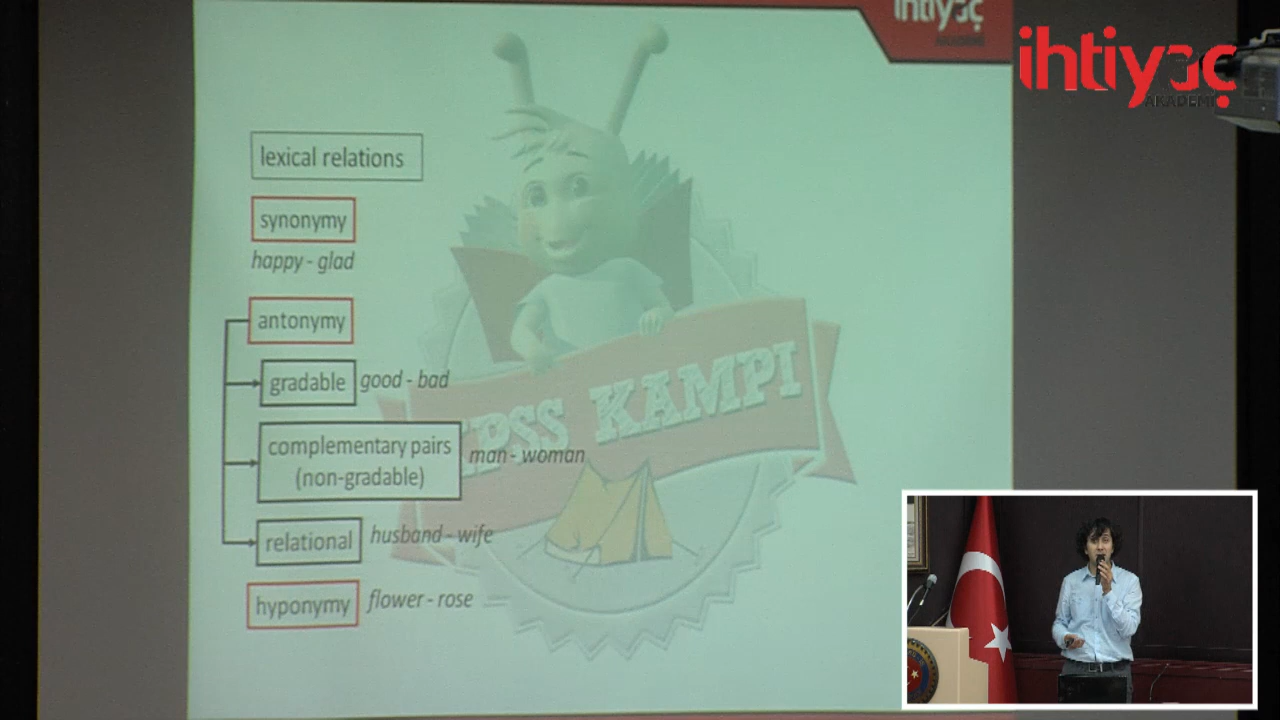 ihtiyaç
AKADEMİ
ihtiyaç
AKADEMİ
lexical relations
synonymy
happy - glad
antonymy
gradable
good - bad
complementary pairs
(non-gradable)
man - woman
relational
husband - wife
hyponymy
flower - rose
KPSS KAMPI